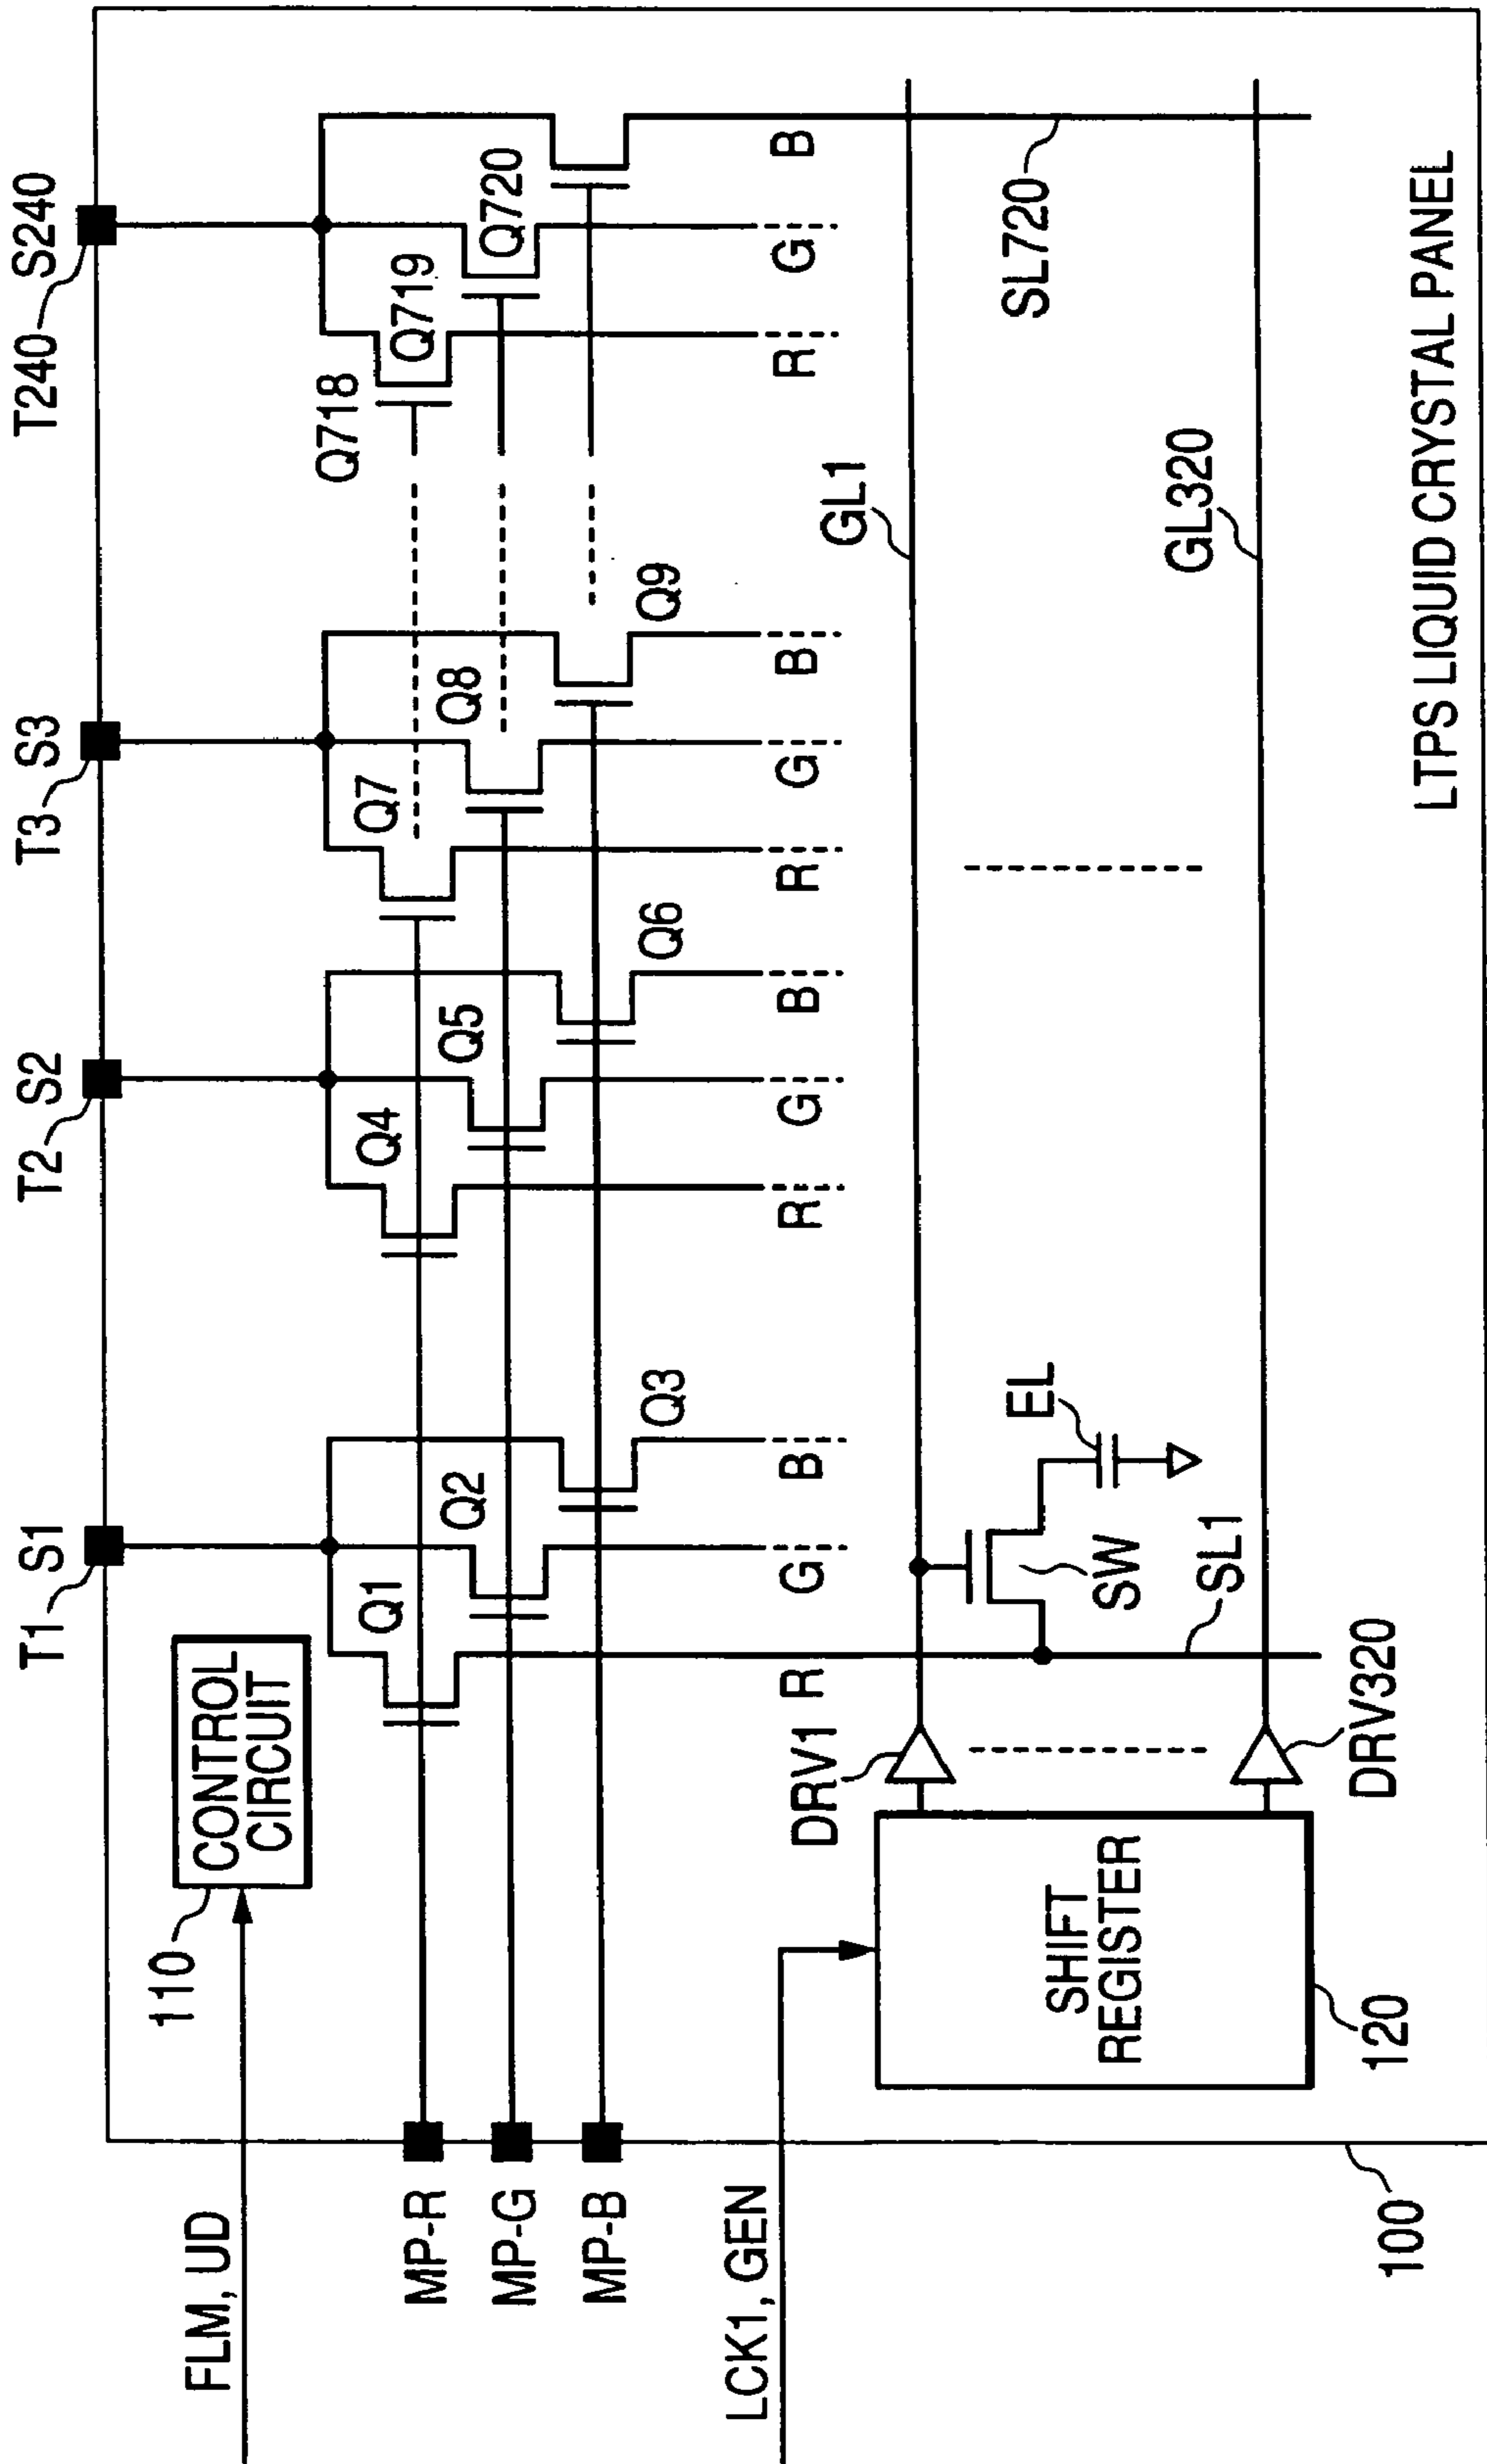 T1 S1
T2 S2
T3 S3
T240 S240
FLM, UD
110
CONTROL
CIRCUIT
Q1
Q2
Q3
Q4
Q5
Q6
Q7
Q8
Q9
Q718
Q719
Q720
MP-R
MP-G
MP-B
R
G
B
R
G
B
R
G
B
R
G
B
LCK1, GEN
DRV1
GL1
SHIFT
REGISTER
SW
EL
SL1
SL720
GL320
DRV320
120
100
LTPS LIQUID CRYSTAL PANEL